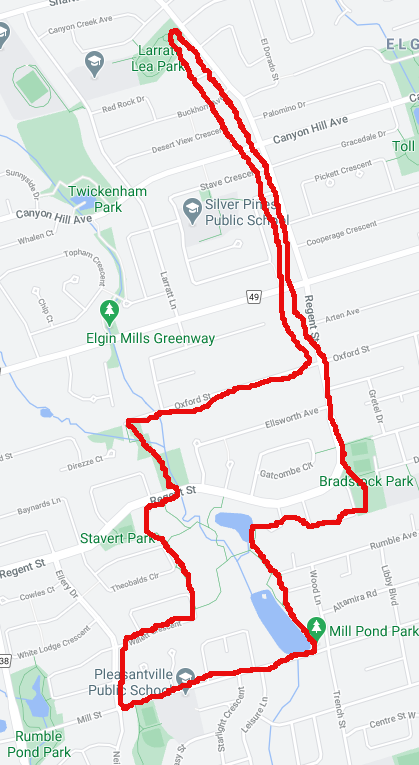 Canyon Creek Ave
Larratt
Lea Park
El Dorado St
ELG
Red Rock Dr
Buckhorn Ave
Palomino Dr
Desert View Crescent
Canyon Hill Ave
Gracedale Dr
Toll
Sunnyside Dr
Stave Crescent
Pickett Crescent
Twickenham
Park
Silver Pines
Public School
Canyon Hill Ave
Whalen Ct
Cooperage Crescent
Topham Crescent
Larratt Ln
49
Chip Ct
Regent St
Arten Ave
Elgin Mills Greenway
Oxford St
Oxford St
Gretel Dr
Ellsworth Ave
Direzze Ct
Gatcombe Cir
Bradstock Park
Regent St
Baynards Ln
Stavert Park
Rumble Ave
Regent St
Ellery Dr
Theobalds Cir
Wood Ln
Libby Blvd
Cowles Ct
Altamira Rd
White Lodge Crescent
Mill Pond Park
38
Pleasantville
Public School
Mill St
Trench St
Leisure Ln
Starlight Crescent
Centre St W
Rumble
Pond Park